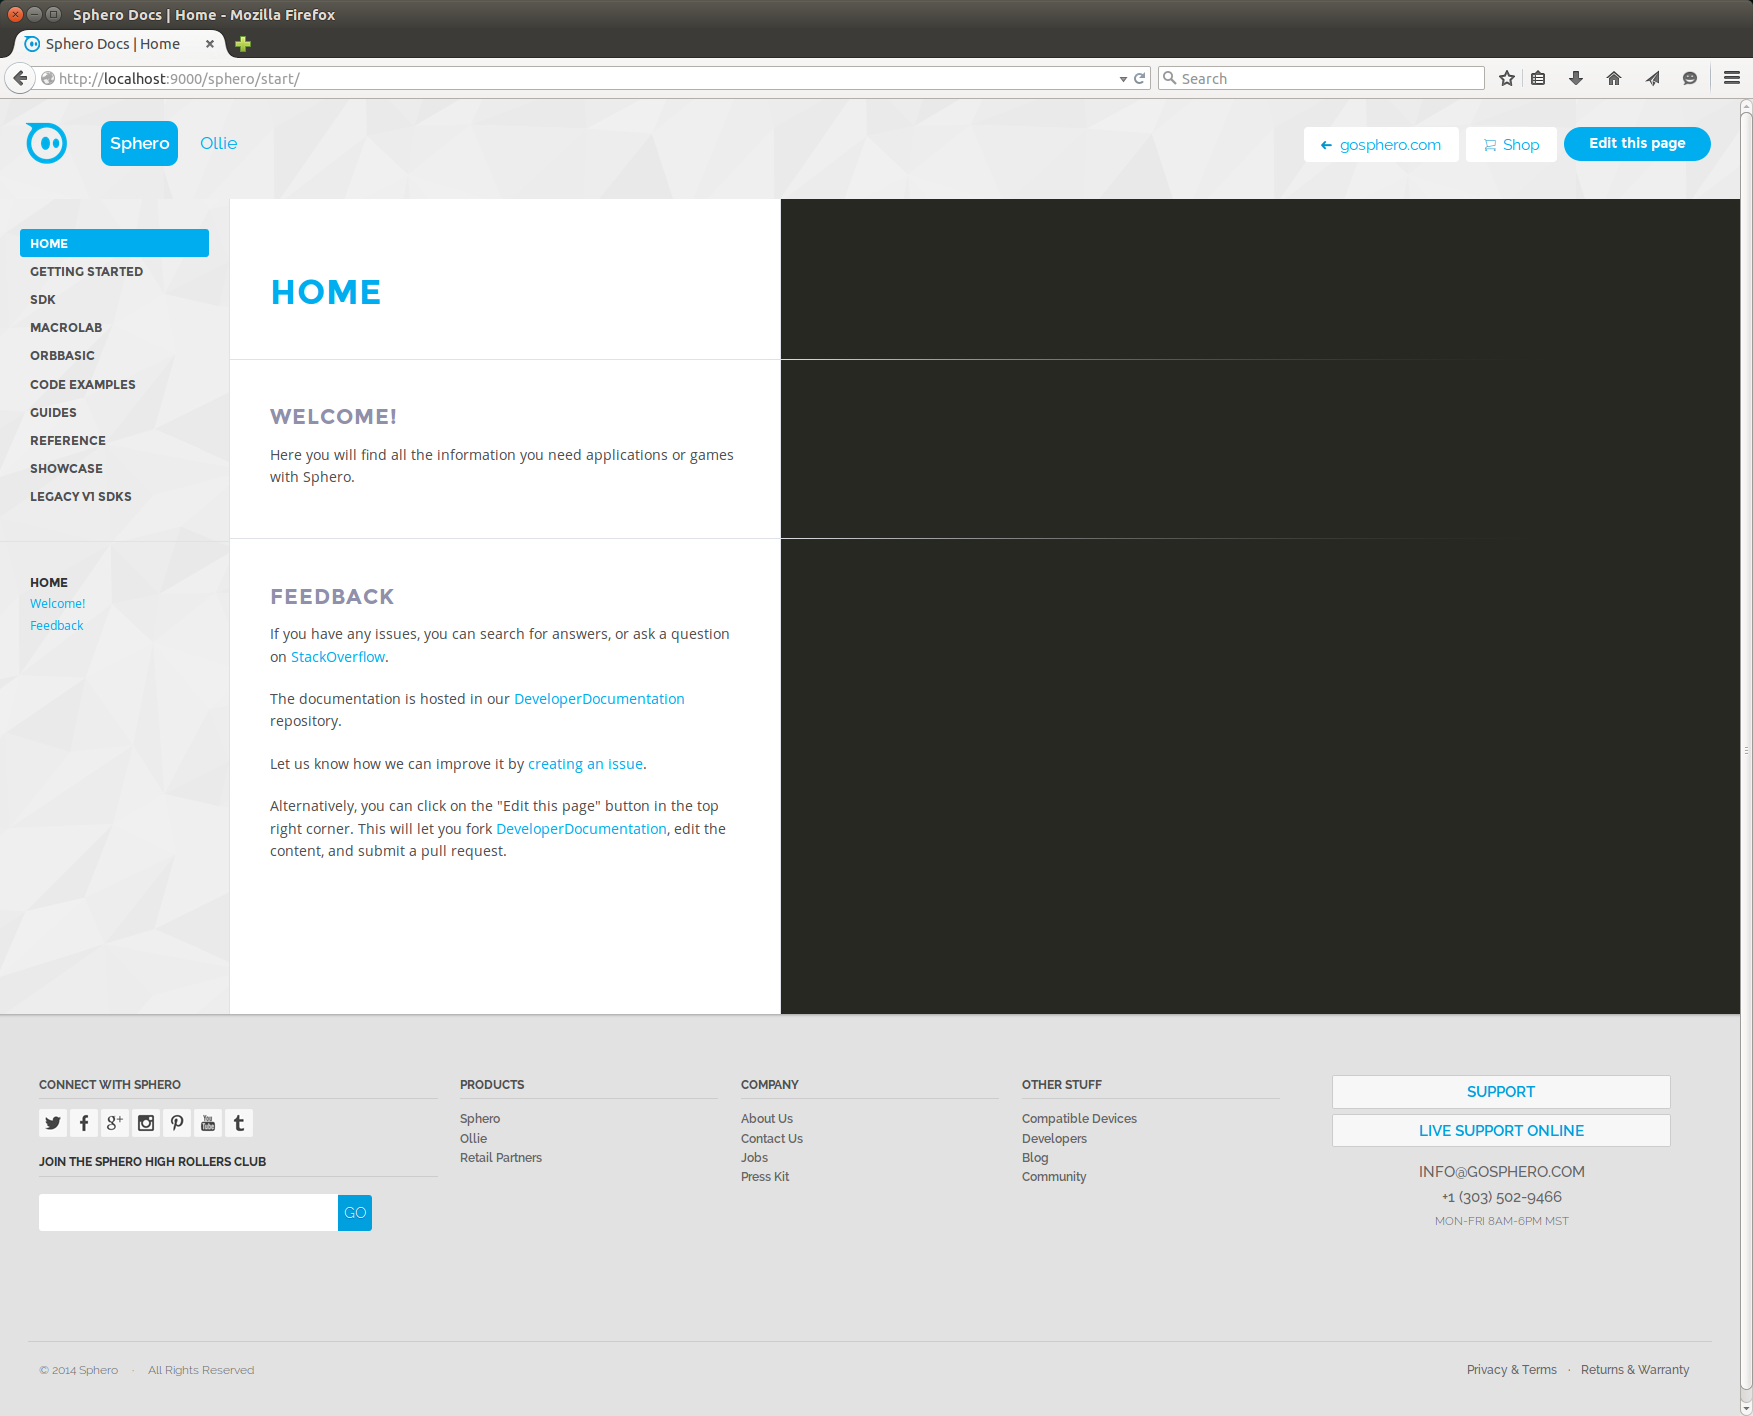 Sphero Docs | Home - Mozilla Firefox
Sphero Docs | Home
http://localhost:9000/sphero/start/
Search
Sphero
Ollie
gosphero.com
Shop
Edit this page
HOME
GETTING STARTED
SDK
MACROLAB
ORBBASIC
CODE EXAMPLES
GUIDES
REFERENCE
SHOWCASE
LEGACY V1 SDKS
HOME
Welcome!
Feedback
HOME
WELCOME!
Here you will find all the information you need applications or games
with Sphero.
FEEDBACK
If you have any issues, you can search for answers, or ask a question
on StackOverflow.
The documentation is hosted in our DeveloperDocumentation
repository.
Let us know how we can improve it by creating an issue.
Alternatively, you can click on the "Edit this page" button in the top
right corner. This will let you fork DeveloperDocumentation, edit the
content, and submit a pull request.
CONNECT WITH SPHERO
JOIN THE SPHERO HIGH ROLLERS CLUB
GO
PRODUCTS
Sphero
Ollie
Retail Partners
COMPANY
About Us
Contact Us
Jobs
Press Kit
OTHER STUFF
Compatible Devices
Developers
Blog
Community
SUPPORT
LIVE SUPPORT ONLINE
INFO@GOSPHERO.COM
+1 (303) 502-9466
MON-FRI 8AM-6PM MST
© 2014 Sphero · All Rights Reserved
Privacy & Terms · Returns & Warranty